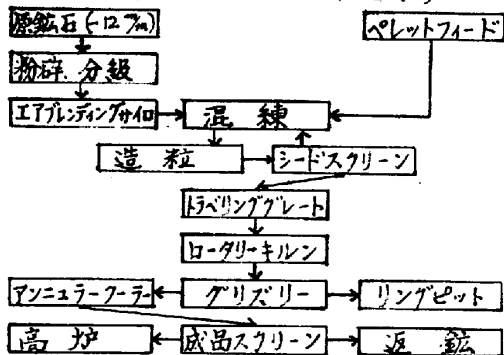 原鉱石(-12㎜) ペレットフィード
粉砕. 分級
エアブレンディングサイロ 混練
造粒 シードスクリーン
トラベリンググレート
ロータリーキルン
アンニュラークーラー グリズリー リングピット
高炉 成品スクリーン 返鉱